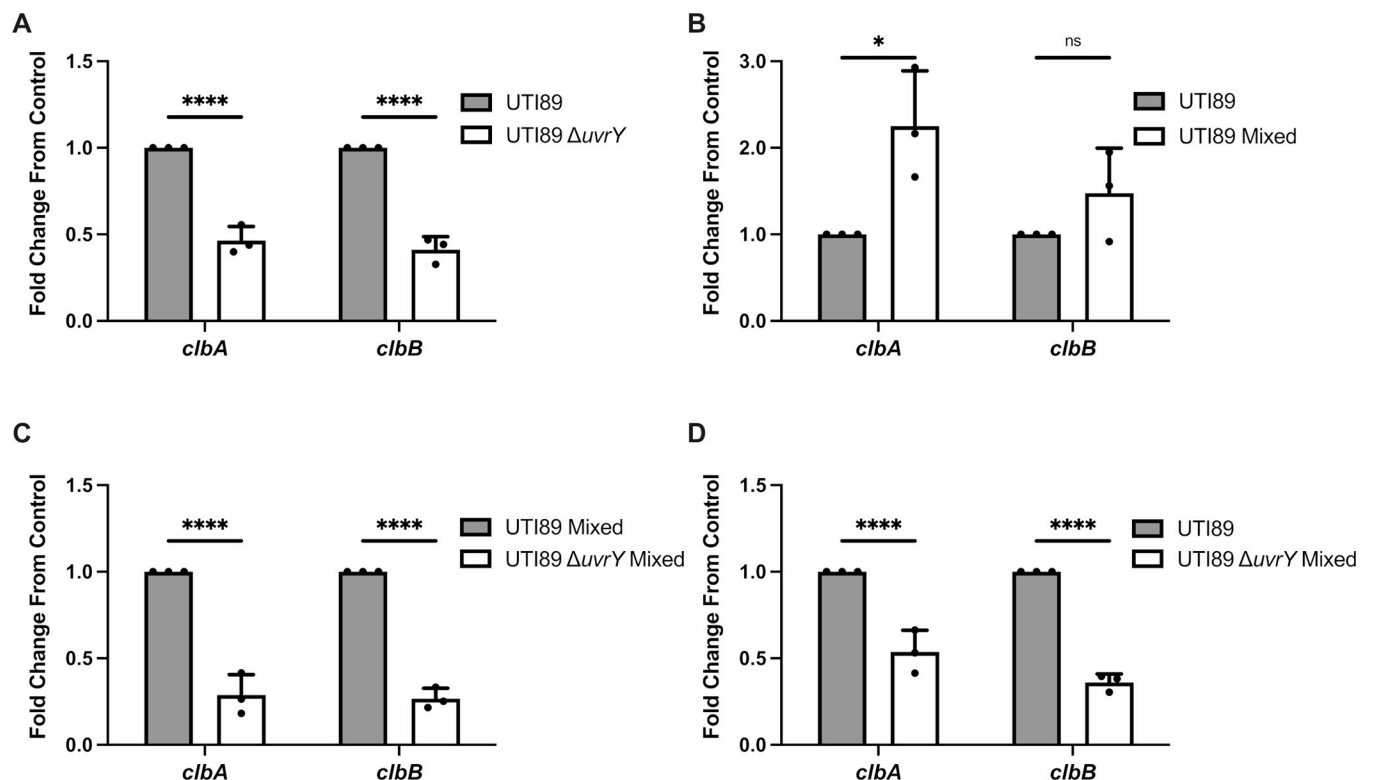 A
Fold Change From Control
1.5
1.0
0.5
0.0
**** ****
clbA clbB
UTI89
UTI89 ΔuvrY
B
Fold Change From Control
3.0
2.0
1.0
0.0
* ns
clbA clbB
UTI89
UTI89 Mixed
C
Fold Change From Control
1.5
1.0
0.5
0.0
**** ****
clbA clbB
UTI89 Mixed
UTI89 ΔuvrY Mixed
D
Fold Change From Control
1.5
1.0
0.5
0.0
**** ****
clbA clbB
UTI89
UTI89 ΔuvrY Mixed